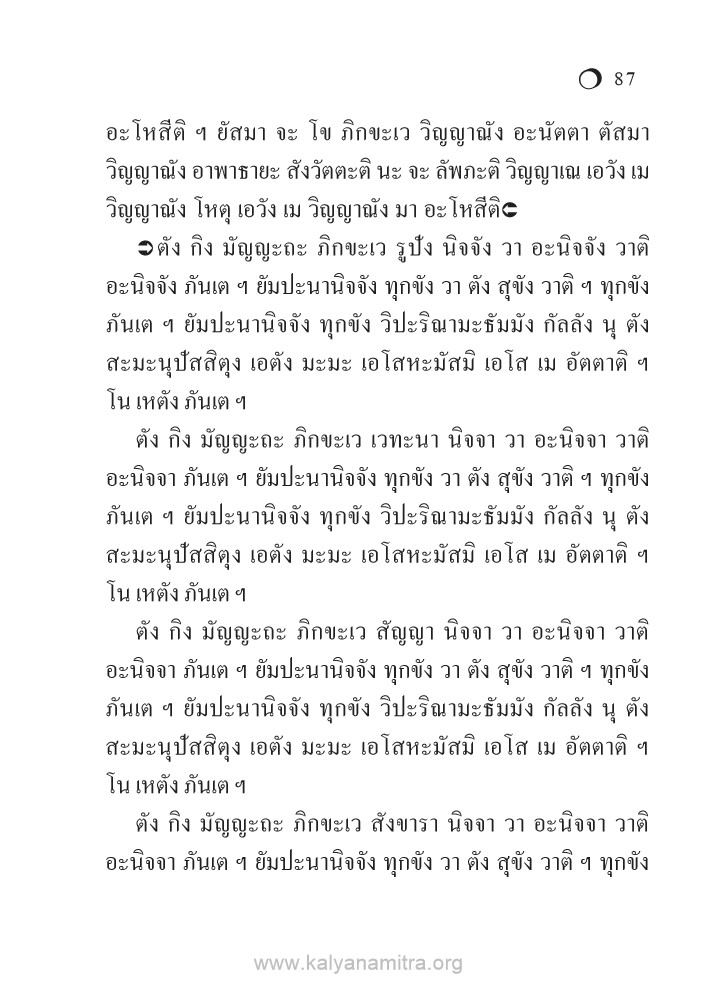 87
อะโหสีติ ฯ ยัสมา จะ โข ภิกขะเว วิญญาณัง อะนัตตา ตัสมา
วิญญาณัง อาพาธายะ สังวัตตะติ นะ จะ ลัพภะติ วิญญาเณ เอวัง เม
วิญญาณัง โหตุ เอวัง เม วิญญาณัง มา อะโหสีติ➲
➲ตัง กิง มัญญะถะ ภิกขะเว รูปัง นิจจัง วา อะนิจจัง วาติ
อะนิจจัง ภันเต ฯ ยัมปะนานิจจัง ทุกขัง วา ตัง สุขัง วาติ ฯ ทุกขัง
ภันเต ฯ ยัมปะนานิจจัง ทุกขัง วิปะริณามะธัมมัง กัลลัง นุ ตัง
สะมะนุปัสสิตุง เอตัง มะมะ เอโสหะมัสมิ เอโส เม อัตตาติ ฯ
โน เหตัง ภันเต ฯ
ตัง กิง มัญญะถะ ภิกขะเว เวทะนา นิจจา วา อะนิจจา วาติ
อะนิจจา ภันเต ฯ ยัมปะนานิจจัง ทุกขัง วา ตัง สุขัง วาติ ฯ ทุกขัง
ภันเต ฯ ยัมปะนานิจจัง ทุกขัง วิปะริณามะธัมมัง กัลลัง นุ ตัง
สะมะนุปัสสิตุง เอตัง มะมะ เอโสหะมัสมิ เอโส เม อัตตาติ ฯ
โน เหตัง ภันเต ฯ
ตัง กิง มัญญะถะ ภิกขะเว สัญญา นิจจา วา อะนิจจา วาติ
อะนิจจา ภันเต ฯ ยัมปะนานิจจัง ทุกขัง วา ตัง สุขัง วาติ ฯ ทุกขัง
ภันเต ฯ ยัมปะนานิจจัง ทุกขัง วิปะริณามะธัมมัง กัลลัง นุ ตัง
สะมะนุปัสสิตุง เอตัง มะมะ เอโสหะมัสมิ เอโส เม อัตตาติ ฯ
โน เหตัง ภันเต ฯ
ตัง กิง มัญญะถะ ภิกขะเว สังขารา นิจจา วา อะนิจจา วาติ
อะนิจจา ภันเต ฯ ยัมปะนานิจจัง ทุกขัง วา ตัง สุขัง วาติ ฯ ทุกขัง
www.kalyanamitra.org